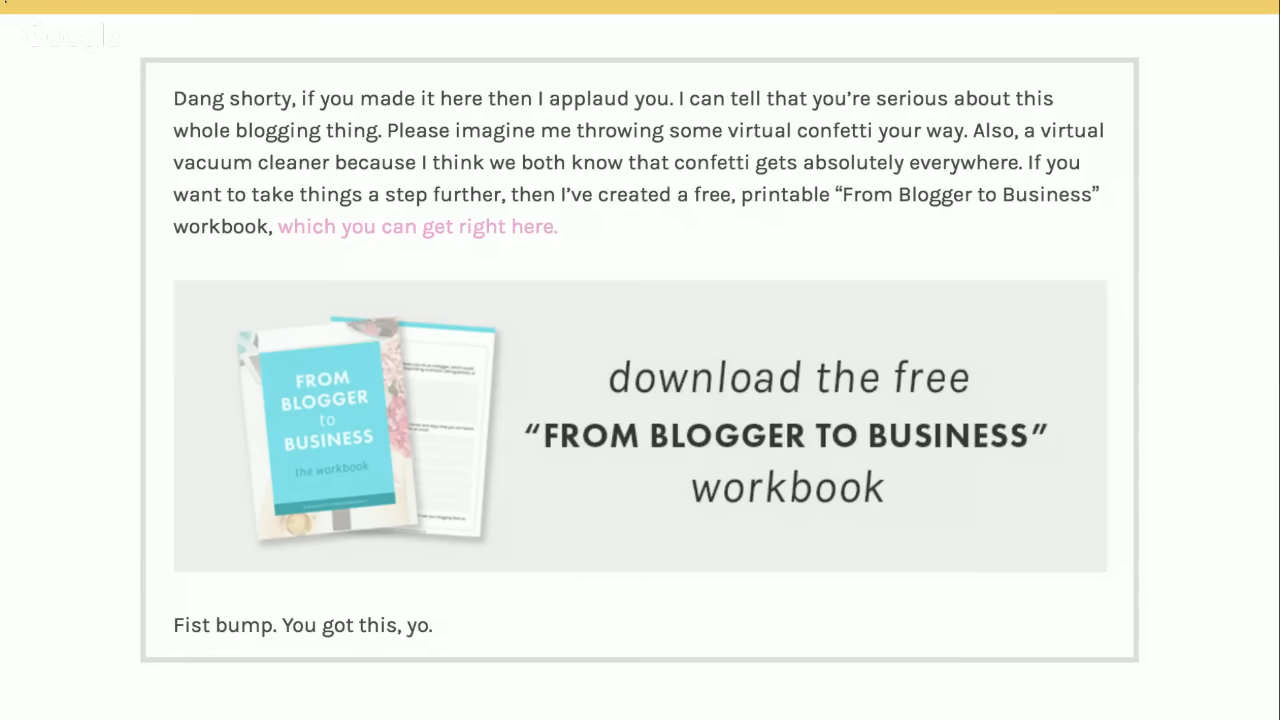 Google
Dang shorty, if you made it here then I applaud you. I can tell that you’re serious about this
whole blogging thing. Please imagine me throwing some virtual confetti your way. Also, a virtual
vacuum cleaner because I think we both know that confetti gets absolutely everywhere. If you
want to take things a step further, then I’ve created a free, printable “From Blogger to Business”
workbook, which you can get right here.
FROM
BLOGGER
to
BUSINESS
the workbook
download the free
“FROM BLOGGER TO BUSINESS”
workbook
Fist bump. You got this, yo.